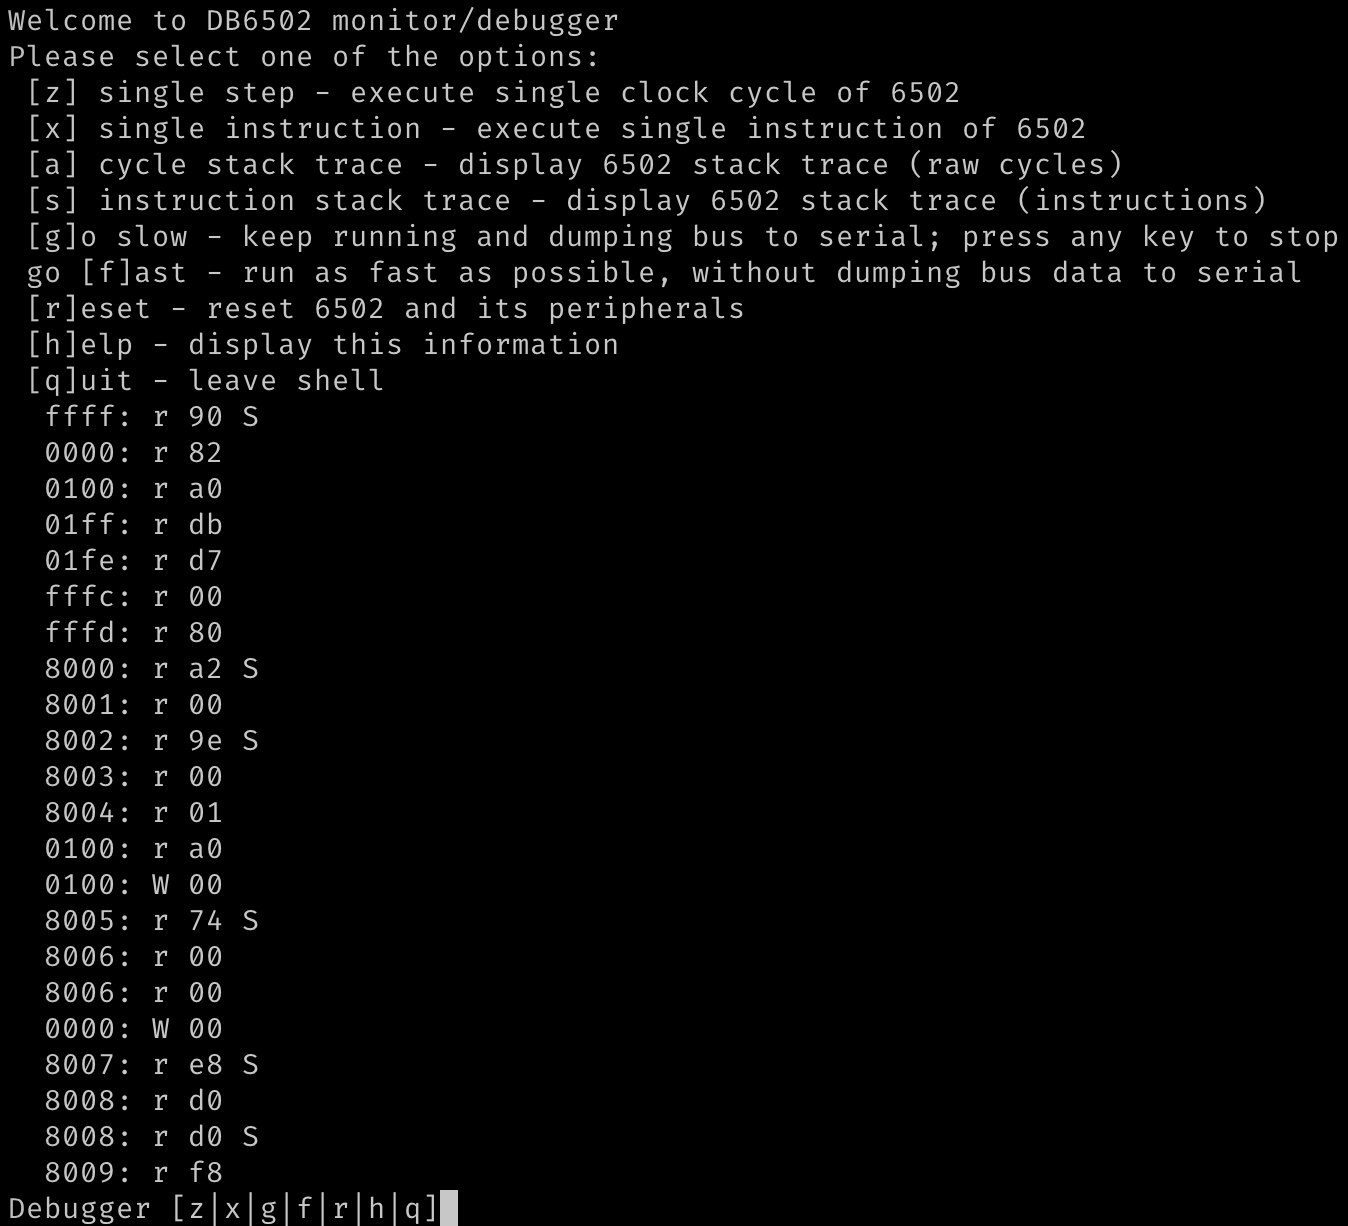 Welcome to DB6502 monitor/debugger
Please select one of the options:
 [z] single step - execute single clock cycle of 6502
 [x] single instruction - execute single instruction of 6502
 [a] cycle stack trace - display 6502 stack trace (raw cycles)
 [s] instruction stack trace - display 6502 stack trace (instructions)
 [g]o slow - keep running and dumping bus to serial; press any key to stop
 go [f]ast - run as fast as possible, without dumping bus data to serial
 [r]eset - reset 6502 and its peripherals
 [h]elp - display this information
 [q]uit - leave shell
  ffff: r 90 S
  0000: r 82
  0100: r a0
  01ff: r db
  01fe: r d7
  fffc: r 00
  fffd: r 80
  8000: r a2 S
  8001: r 00
  8002: r 9e S
  8003: r 00
  8004: r 01
  0100: r a0
  0100: W 00
  8005: r 74 S
  8006: r 00
  8006: r 00
  0000: W 00
  8007: r e8 S
  8008: r d0
  8008: r d0 S
  8009: r f8
Debugger [z|x|g|f|r|h|q]